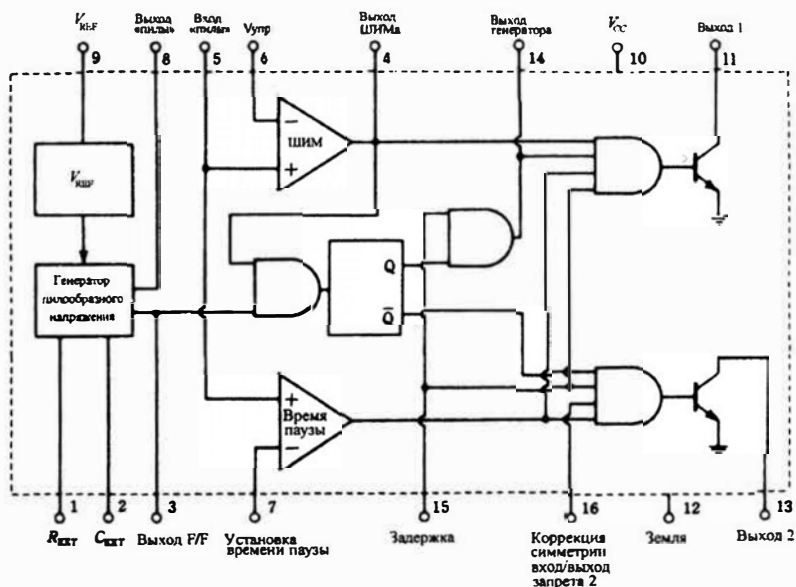 V_REF
Выход «пилы»
Вход «пилы»
Vупр
Выход ШИМа
Выход генератора
V_CC
Выход 1
9
8
5
6
4
14
10
11
−
ШИМ
+
V_REF
Генератор пилообразного напряжения
Q
Q̅
+
Время паузы
−
1
2
3
7
15
16
12
13
R_EXT
C_EXT
Выход F/F
Установка времени паузы
Задержка
Коррекция симметрии вход/выход запрета 2
Земля
Выход 2